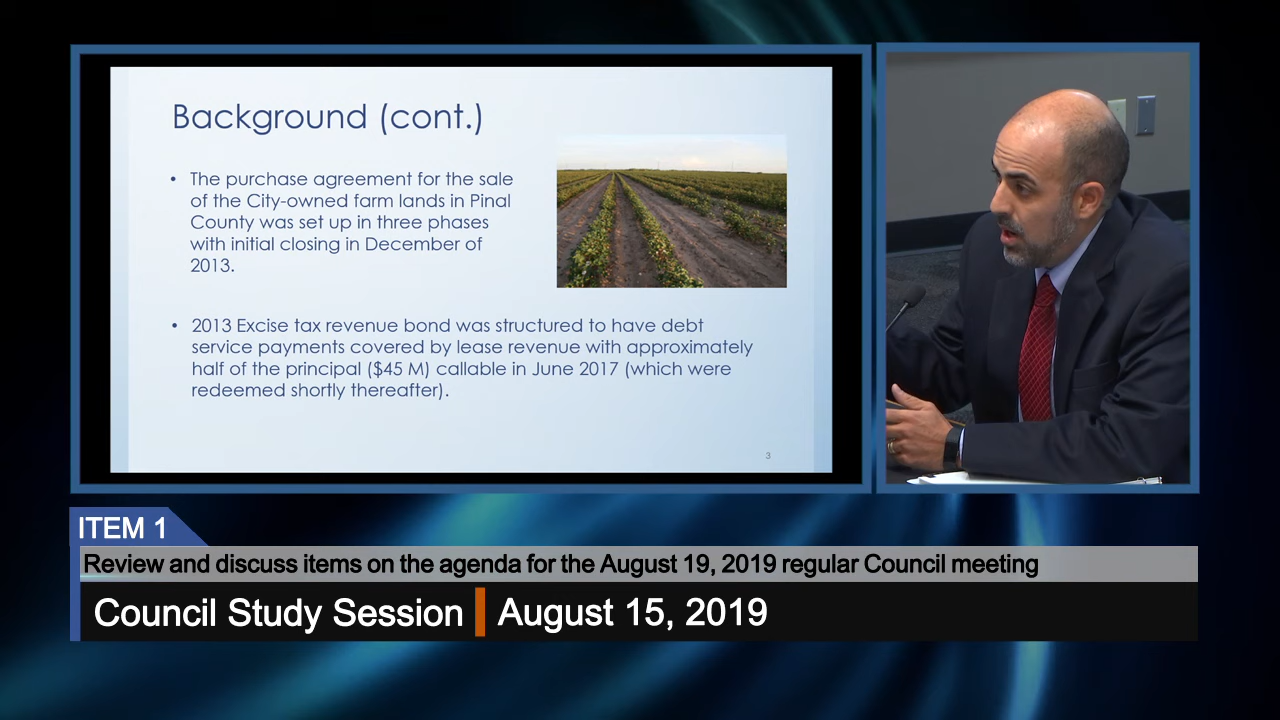 Background (cont.)
• The purchase agreement for the sale
of the City-owned farm lands in Pinal
County was set up in three phases
with initial closing in December of
2013.
• 2013 Excise tax revenue bond was structured to have debt
service payments covered by lease revenue with approximately
half of the principal ($45 M) callable in June 2017 (which were
redeemed shortly thereafter).
3
ITEM 1
Review and discuss items on the agenda for the August 19, 2019 regular Council meeting
Council Study Session August 15, 2019